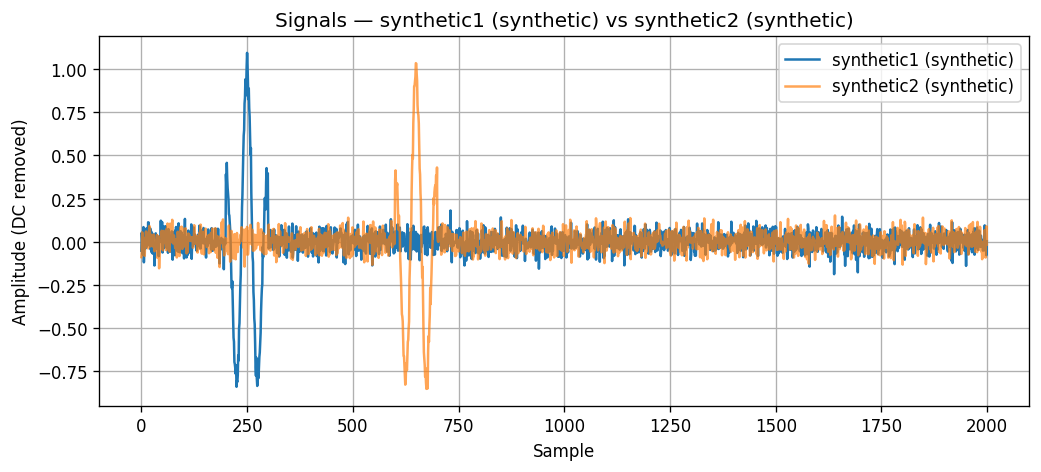 Signals — synthetic1 (synthetic) vs synthetic2 (synthetic)
synthetic1 (synthetic)
synthetic2 (synthetic)
Amplitude (DC removed)
1.00
0.75
0.50
0.25
0.00
−0.25
−0.50
−0.75
0 250 500 750 1000 1250 1500 1750 2000
Sample